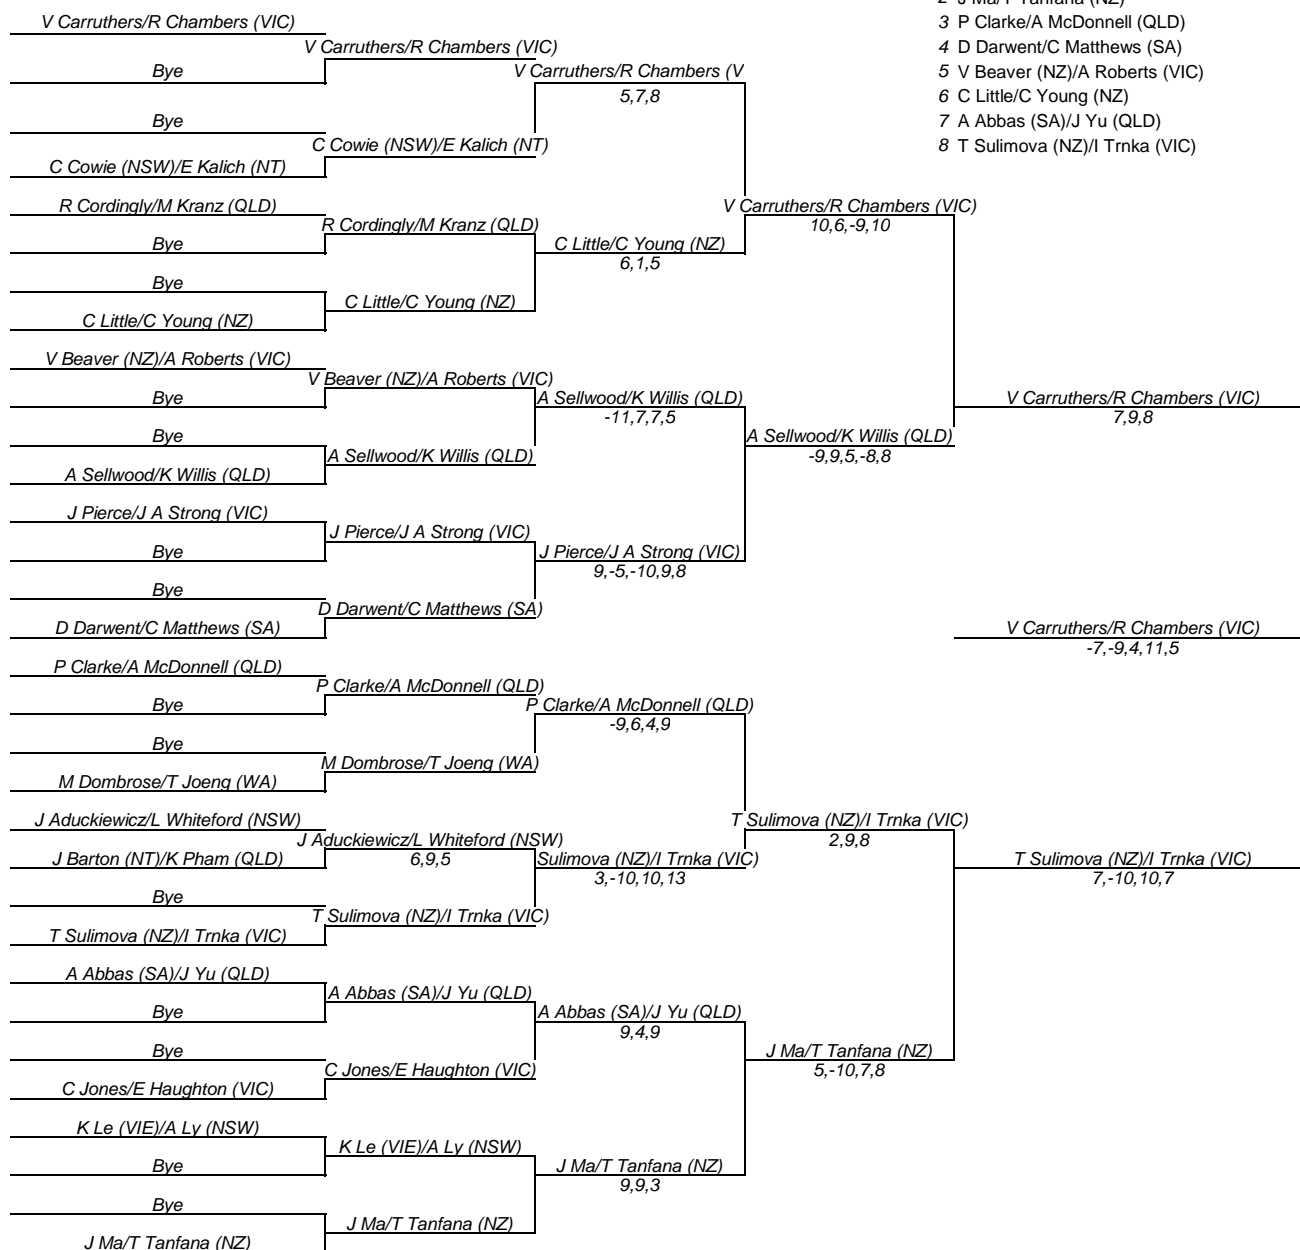 2 J Ma/T Tanfana (NZ)
V Carruthers/R Chambers (VIC)
3 P Clarke/A McDonnell (QLD)
V Carruthers/R Chambers (VIC)
4 D Darwent/C Matthews (SA)
Bye
V Carruthers/R Chambers (V
5 V Beaver (NZ)/A Roberts (VIC)
5,7,8
6 C Little/C Young (NZ)
Bye
7 A Abbas (SA)/J Yu (QLD)
C Cowie (NSW)/E Kalich (NT)
8 T Sulimova (NZ)/I Trnka (VIC)
C Cowie (NSW)/E Kalich (NT)
R Cordingly/M Kranz (QLD)
V Carruthers/R Chambers (VIC)
R Cordingly/M Kranz (QLD)
10,6,-9,10
Bye
C Little/C Young (NZ)
6,1,5
Bye
C Little/C Young (NZ)
C Little/C Young (NZ)
V Beaver (NZ)/A Roberts (VIC)
V Beaver (NZ)/A Roberts (VIC)
Bye
A Sellwood/K Willis (QLD)
V Carruthers/R Chambers (VIC)
-11,7,7,5
7,9,8
Bye
A Sellwood/K Willis (QLD)
A Sellwood/K Willis (QLD)
-9,9,5,-8,8
A Sellwood/K Willis (QLD)
J Pierce/J A Strong (VIC)
J Pierce/J A Strong (VIC)
Bye
J Pierce/J A Strong (VIC)
9,-5,-10,9,8
Bye
D Darwent/C Matthews (SA)
D Darwent/C Matthews (SA)
V Carruthers/R Chambers (VIC)
-7,-9,4,11,5
P Clarke/A McDonnell (QLD)
P Clarke/A McDonnell (QLD)
Bye
P Clarke/A McDonnell (QLD)
-9,6,4,9
Bye
M Dombrose/T Joeng (WA)
M Dombrose/T Joeng (WA)
J Aduckiewicz/L Whiteford (NSW)
T Sulimova (NZ)/I Trnka (VIC)
J Aduckiewicz/L Whiteford (NSW)
2,9,8
J Barton (NT)/K Pham (QLD)
6,9,5
Sulimova (NZ)/I Trnka (VIC)
T Sulimova (NZ)/I Trnka (VIC)
3,-10,10,13
7,-10,10,7
Bye
T Sulimova (NZ)/I Trnka (VIC)
T Sulimova (NZ)/I Trnka (VIC)
A Abbas (SA)/J Yu (QLD)
A Abbas (SA)/J Yu (QLD)
Bye
A Abbas (SA)/J Yu (QLD)
9,4,9
Bye
J Ma/T Tanfana (NZ)
C Jones/E Haughton (VIC)
5,-10,7,8
C Jones/E Haughton (VIC)
K Le (VIE)/A Ly (NSW)
K Le (VIE)/A Ly (NSW)
Bye
J Ma/T Tanfana (NZ)
9,9,3
Bye
J Ma/T Tanfana (NZ)
J Ma/T Tanfana (NZ)